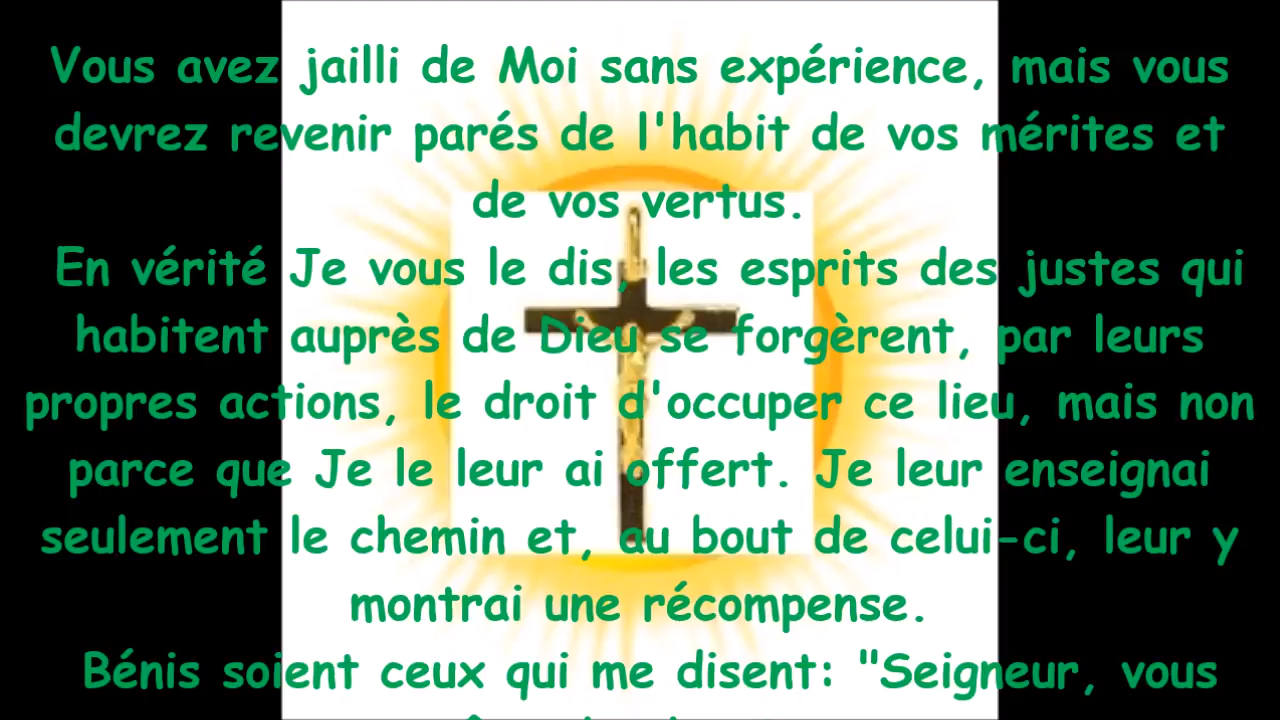 Vous avez jailli de Moi sans expérience, mais vous
devrez revenir parés de l'habit de vos mérites et
de vos vertus.
En vérité Je vous le dis, les esprits des justes qui
habitent auprès de Dieu se forgèrent, par leurs
propres actions, le droit d'occuper ce lieu, mais non
parce que Je le leur ai offert. Je leur enseignai
seulement le chemin et, au bout de celui-ci, leur y
montrai une récompense.
Bénis soient ceux qui me disent: "Seigneur, vous